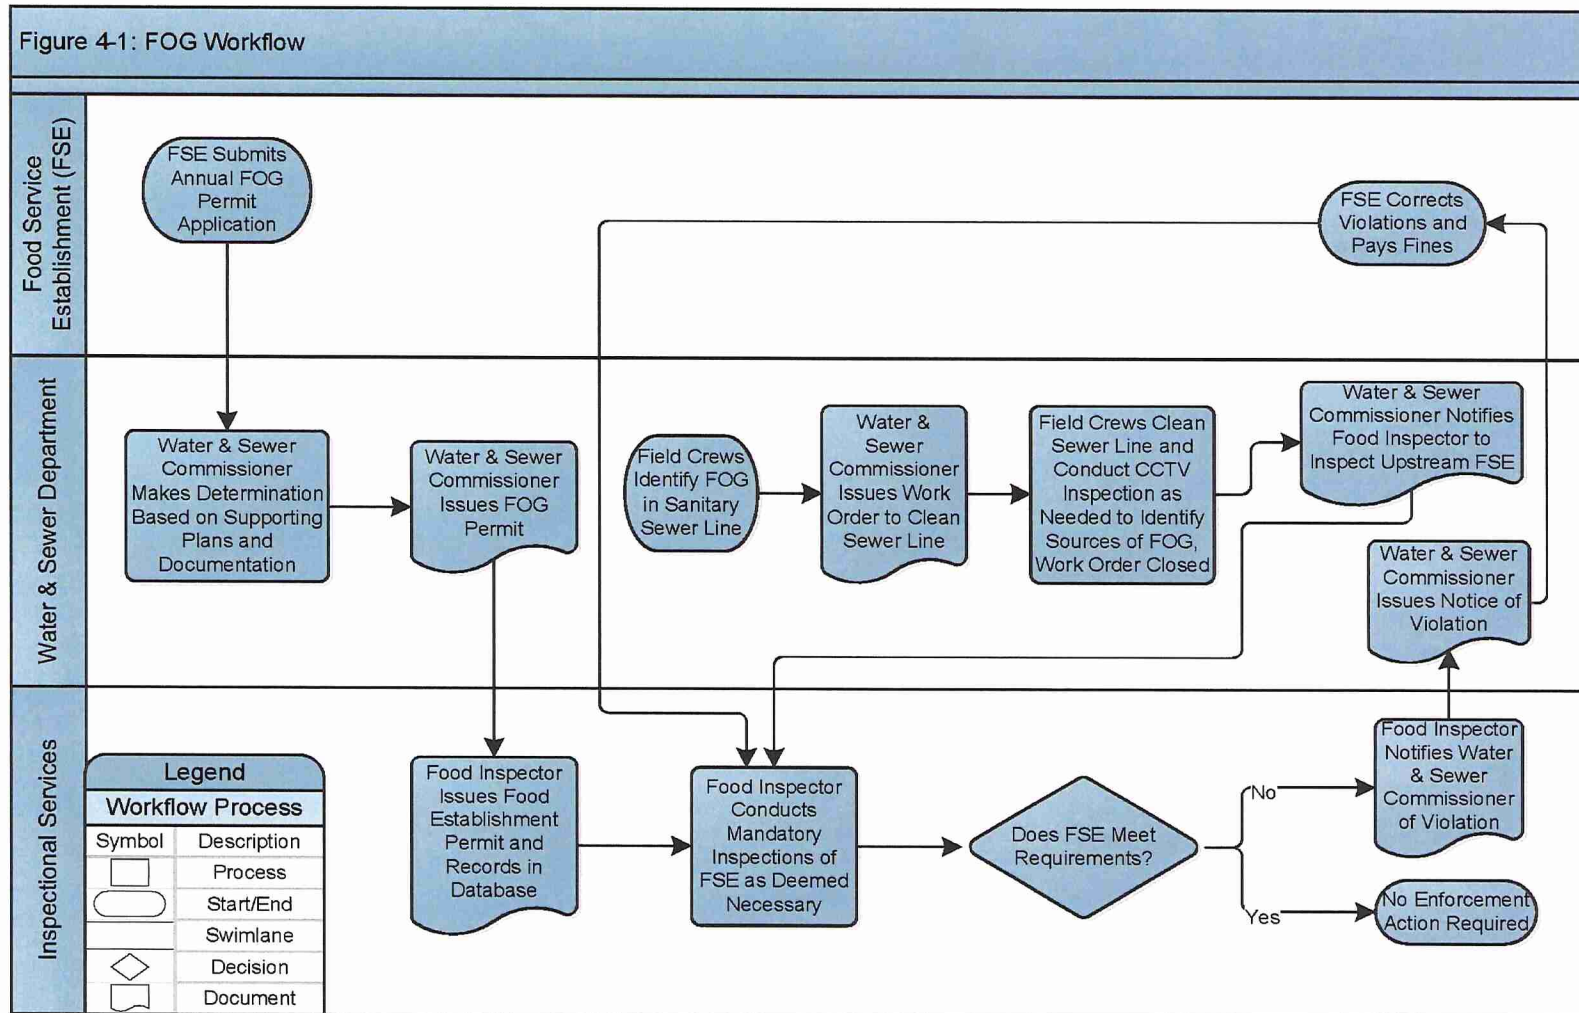 Figure 4-1: FOG Workflow
Food Service
Establishment (FSE)
FSE Submits
Annual FOG
Permit
Application
FSE Corrects
Violations and
Pays Fines
Water & Sewer Department
Water & Sewer
Commissioner
Makes Determination
Based on Supporting
Plans and
Documentation
Water & Sewer
Commissioner
Issues FOG
Permit
Field Crews
Identify FOG
in Sanitary
Sewer Line
Water &
Sewer
Commissioner
Issues Work
Order to Clean
Sewer Line
Field Crews Clean
Sewer Line and
Conduct CCTV
Inspection as
Needed to Identify
Sources of FOG,
Work Order Closed
Water & Sewer
Commissioner Notifies
Food Inspector to
Inspect Upstream FSE
Water & Sewer
Commissioner
Issues Notice of
Violation
Inspectional Services
Legend
Workflow Process
Symbol Description
Process
Start/End
Swimlane
Decision
Document
Food Inspector
Issues Food
Establishment
Permit and
Records in
Database
Food Inspector
Conducts
Mandatory
Inspections of
FSE as Deemed
Necessary
Does FSE Meet
Requirements?
No
Yes
Food Inspector
Notifies Water
& Sewer
Commissioner
of Violation
No Enforcement
Action Required